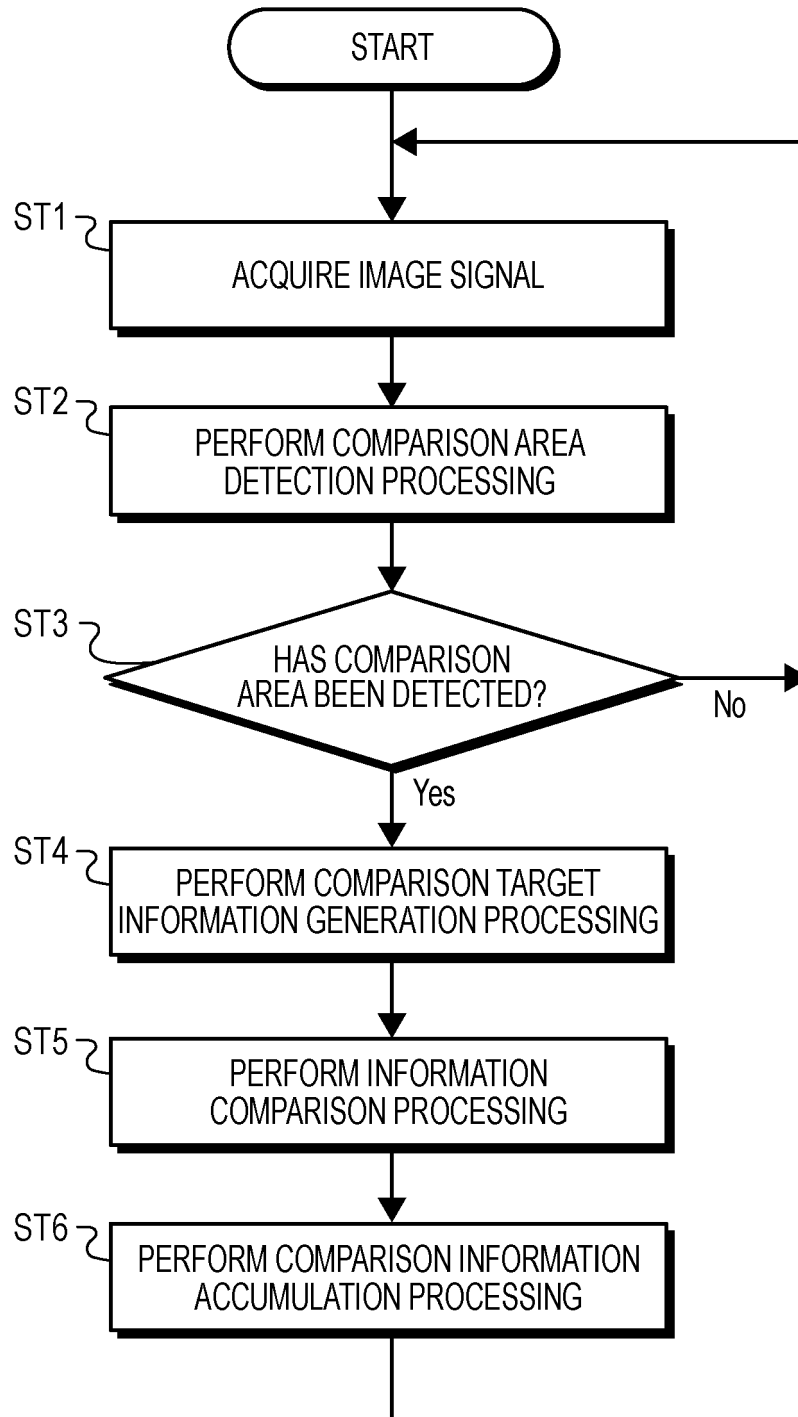 START
ST1
ACQUIRE IMAGE SIGNAL
ST2
PERFORM COMPARISON AREA
DETECTION PROCESSING
ST3
HAS COMPARISON
AREA BEEN DETECTED?
No
Yes
ST4
PERFORM COMPARISON TARGET
INFORMATION GENERATION PROCESSING
ST5
PERFORM INFORMATION
COMPARISON PROCESSING
ST6
PERFORM COMPARISON INFORMATION
ACCUMULATION PROCESSING